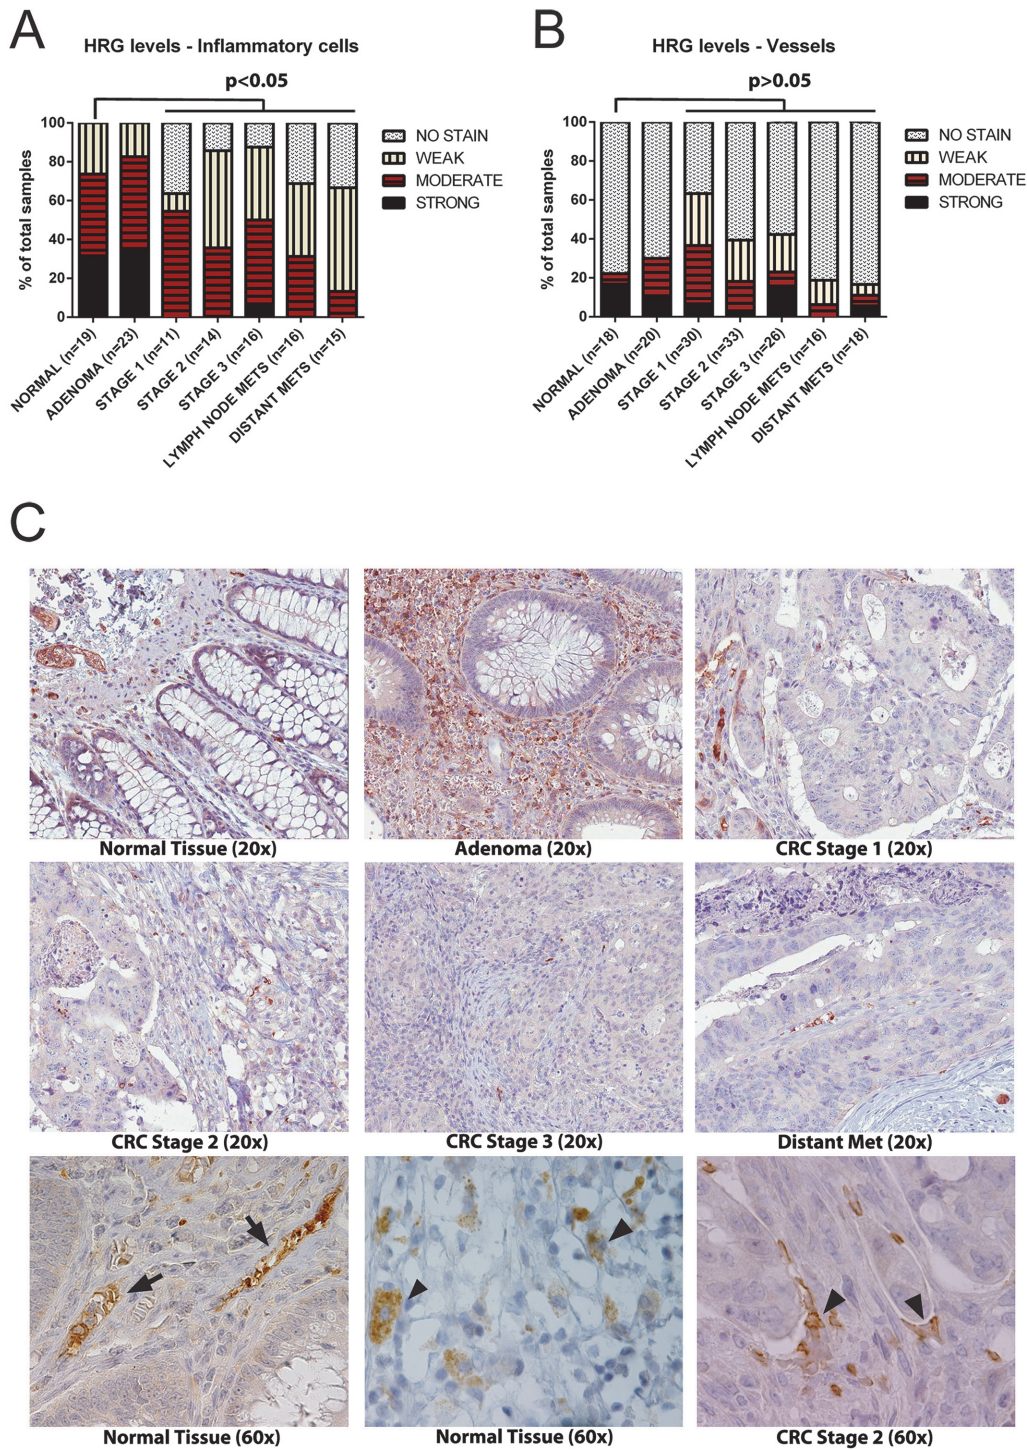 A
HRG levels - Inflammatory cells
p<0.05
% of total samples
100
80
60
40
20
0
NO STAIN
WEAK
MODERATE
STRONG
NORMAL (n=19)
ADENOMA (n=23)
STAGE 1 (n=11)
STAGE 2 (n=14)
STAGE 3 (n=16)
LYMPH NODE METS (n=16)
DISTANT METS (n=15)
B
HRG levels - Vessels
p>0.05
% of total samples
100
80
60
40
20
0
NO STAIN
WEAK
MODERATE
STRONG
NORMAL (n=18)
ADENOMA (n=20)
STAGE 1 (n=30)
STAGE 2 (n=33)
STAGE 3 (n=26)
LYMPH NODE METS (n=16)
DISTANT METS (n=18)
C
Normal Tissue (20x)
Adenoma (20x)
CRC Stage 1 (20x)
CRC Stage 2 (20x)
CRC Stage 3 (20x)
Distant Met (20x)
Normal Tissue (60x)
Normal Tissue (60x)
CRC Stage 2 (60x)